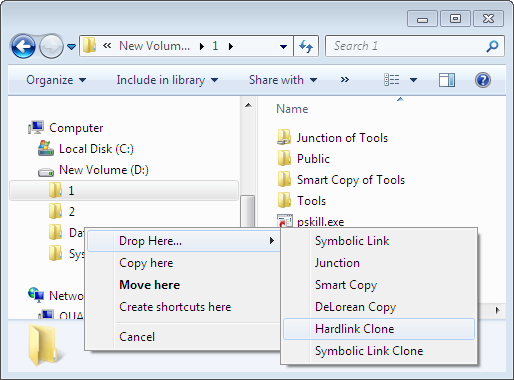 New Volum...
1
Search 1
Organize
Include in library
Share with
»
Computer
Local Disk (C:)
New Volume (D:)
1
2
Dat
Sys
Network
QUA
Name
Junction of Tools
Public
Smart Copy of Tools
Tools
pskill.exe
Drop Here...
Copy here
Move here
Create shortcuts here
Cancel
Symbolic Link
Junction
Smart Copy
DeLorean Copy
Hardlink Clone
Symbolic Link Clone